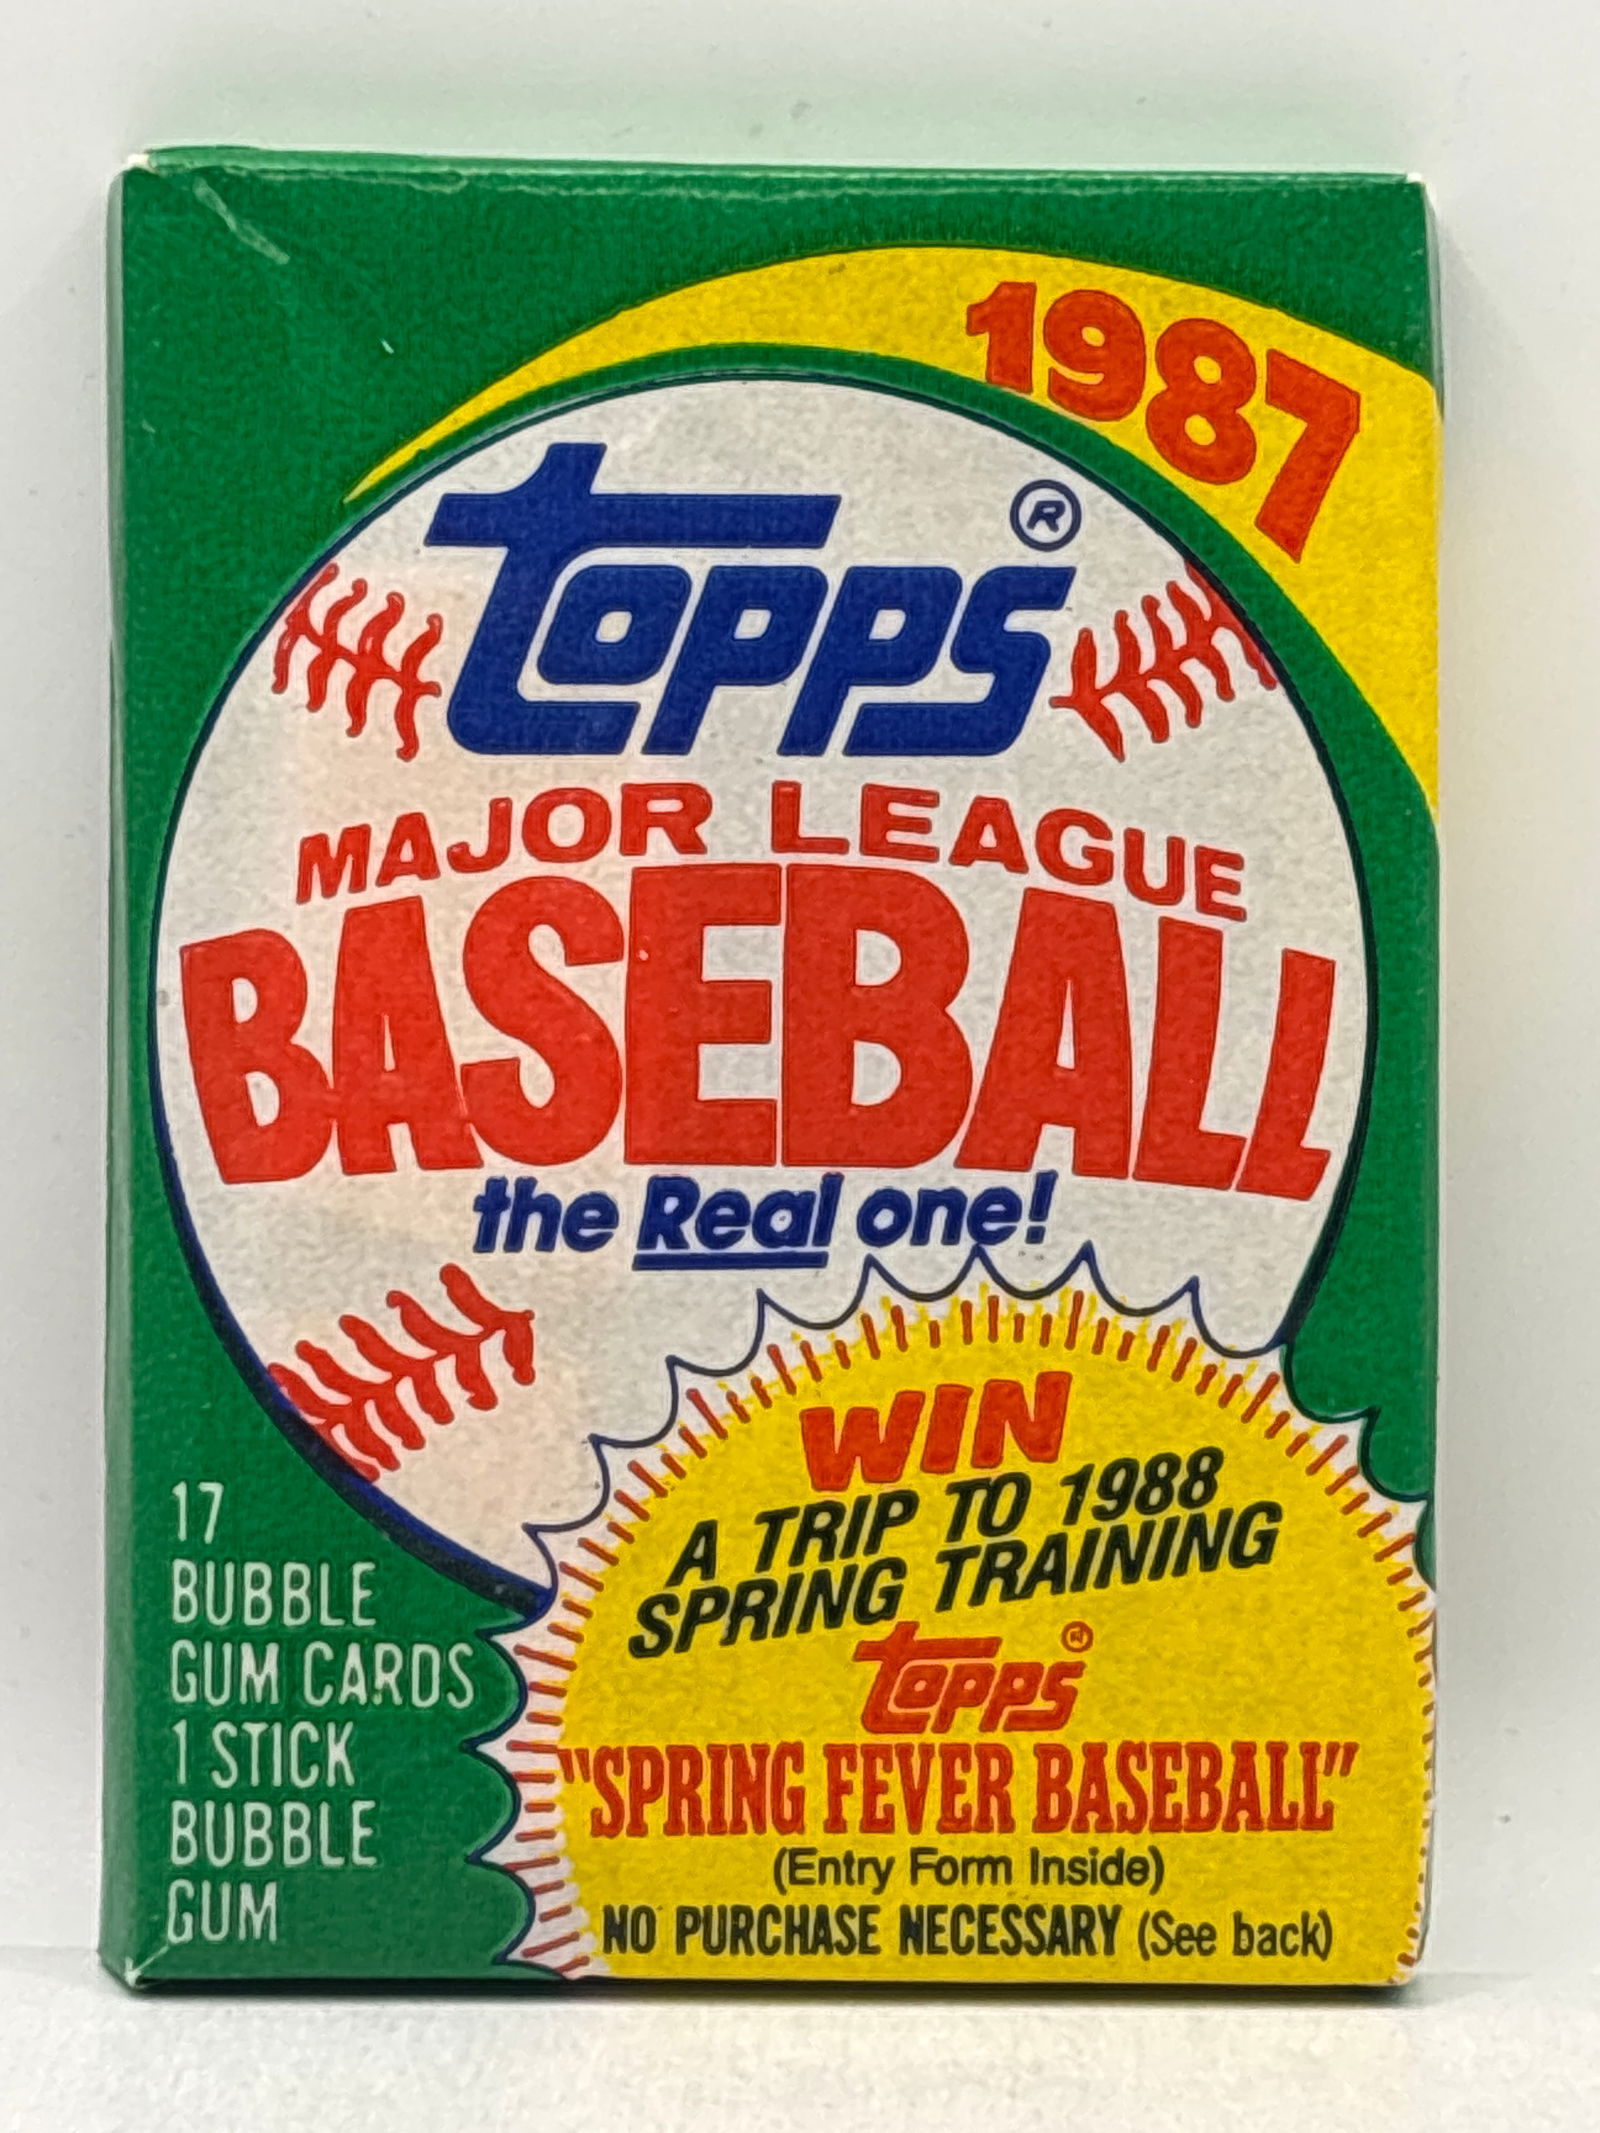 1987
topps®
MAJOR LEAGUE
BASEBALL
the Real one!
17
BUBBLE
GUM CARDS
1 STICK
BUBBLE
GUM
WIN
A TRIP TO 1988
SPRING TRAINING
topps®
"SPRING FEVER BASEBALL"
(Entry Form Inside)
NO PURCHASE NECESSARY (See back)